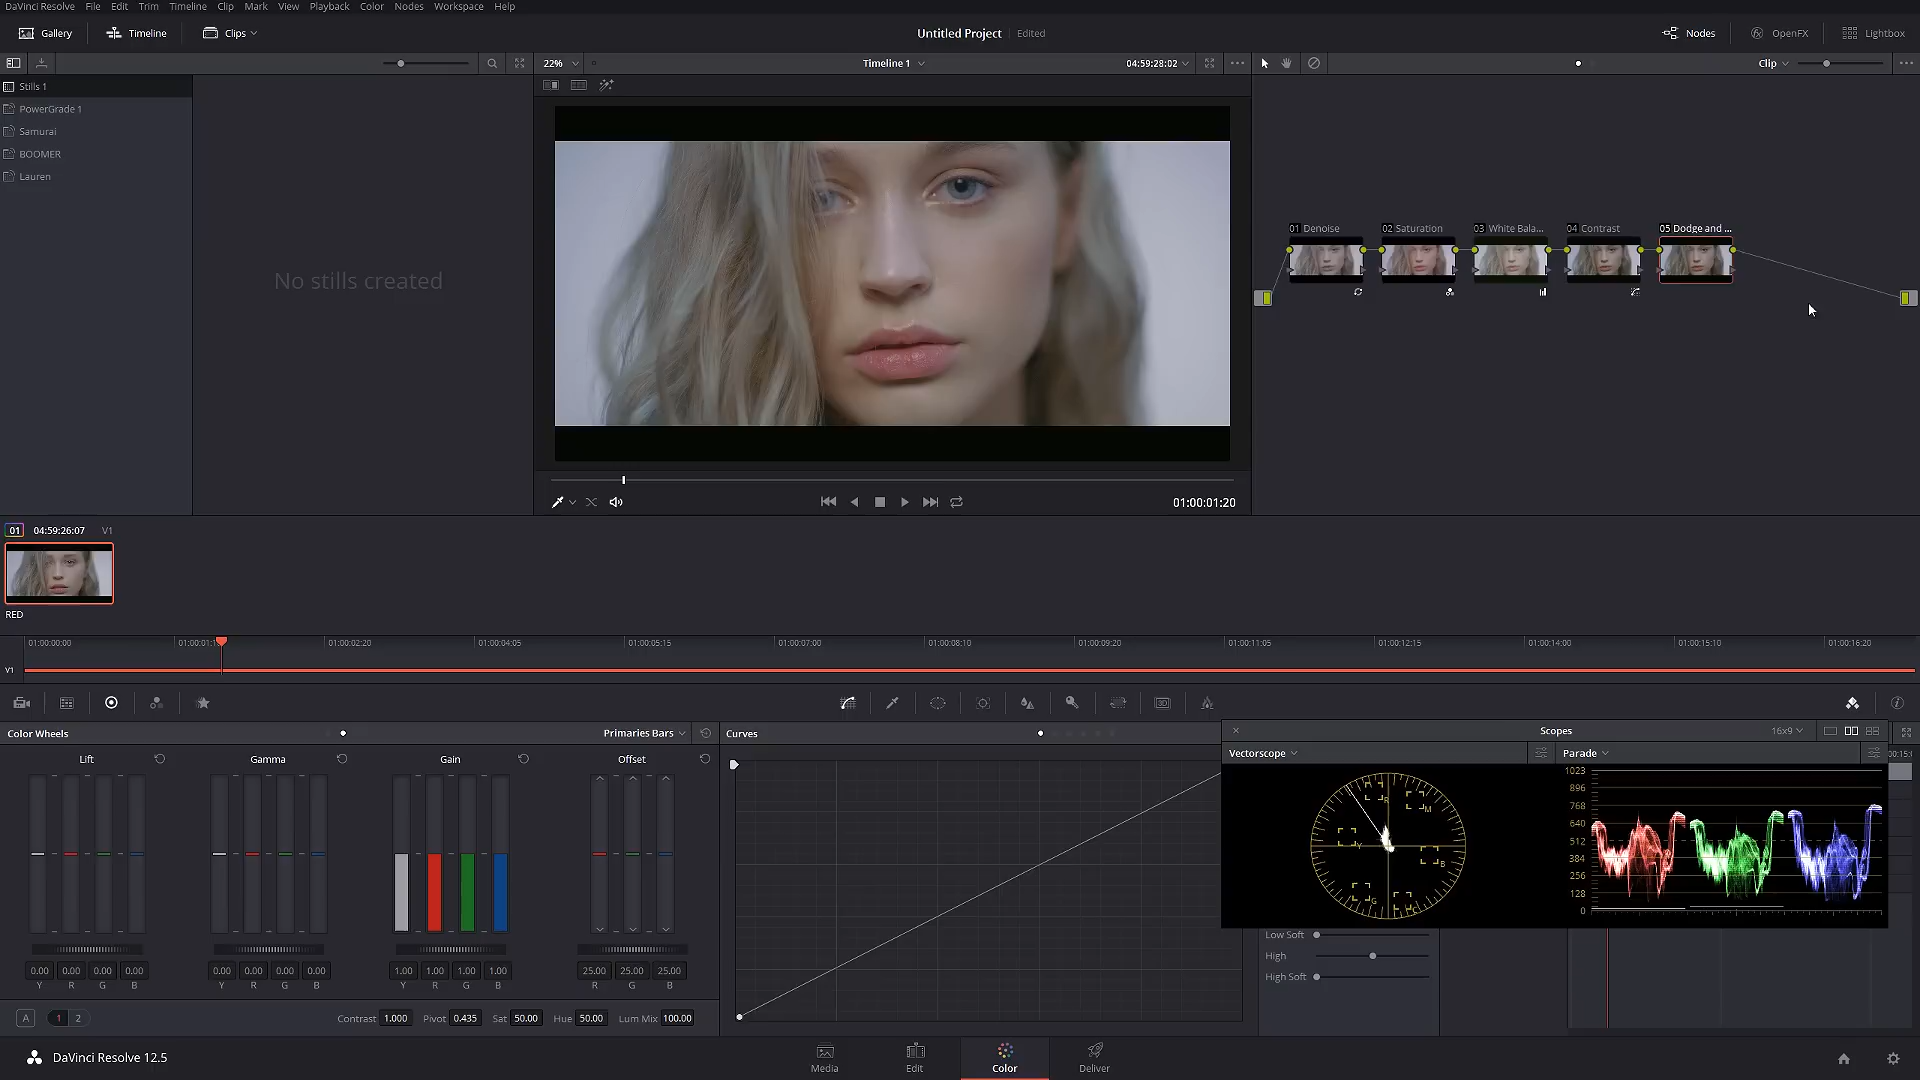 DaVinci Resolve File Edit Trim Timeline Clip Mark View Playback Color Nodes Workspace Help
Gallery Timeline Clips
Untitled Project Edited
Nodes OpenFX Lightbox
22% Timeline 1 04:59:28:02
Clip
Stills 1
PowerGrade 1
Samurai
BOOMER
Lauren
No stills created
01 Denoise 02 Saturation 03 White Bala... 04 Contrast 05 Dodge and ...
01:00:01:20
01 04:59:26:07 V1
RED
01:00:00:00 01:00:01:1 01:00:02:20 01:00:04:05 01:00:05:15 01:00:07:00 01:00:08:10 01:00:09:20 01:00:11:05 01:00:12:15 01:00:14:00 01:00:15:10 01:00:16:20
V1
Color Wheels Primaries Bars
Lift Gamma Gain Offset
0.00 0.00 0.00 0.00 0.00 0.00 0.00 0.00 1.00 1.00 1.00 1.00 25.00 25.00 25.00
Y R G B Y R G B Y R G B R G B
A 1 2 Contrast 1.000 Pivot 0.435 Sat 50.00 Hue 50.00 Lum Mix 100.00
Curves
Scopes 16x9
Vectorscope Parade
R M B G Y
1023
896
768
640
512
384
256
128
0
Low Soft
High
High Soft
DaVinci Resolve 12.5
Media Edit Color Deliver